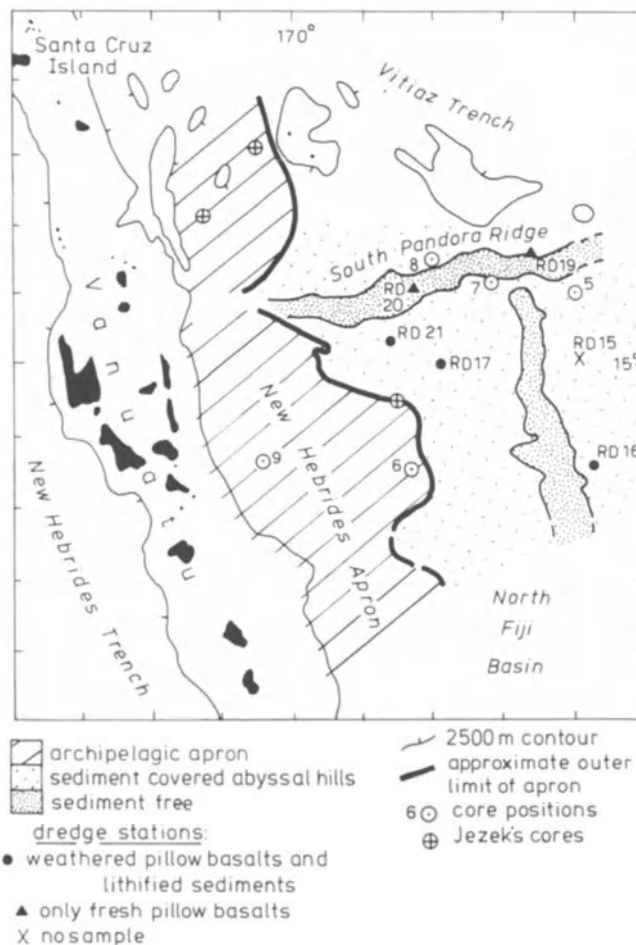 Santa Cruz
Island
170°
Vitiaz Trench
South Pandora Ridge
8
RD19
RD
20
7
5
RD 21
RD17
RD15
15°
RD 16
Vanuatu
New Hebrides Trench
New
Hebrides
Apron
9
6
North
Fiji
Basin
archipelagic apron
sediment covered abyssal hills
sediment free
dredge stations:
weathered pillow basalts and
lithified sediments
only fresh pillow basalts
X no sample
2500m contour
approximate outer
limit of apron
6 core positions
Jezek's cores